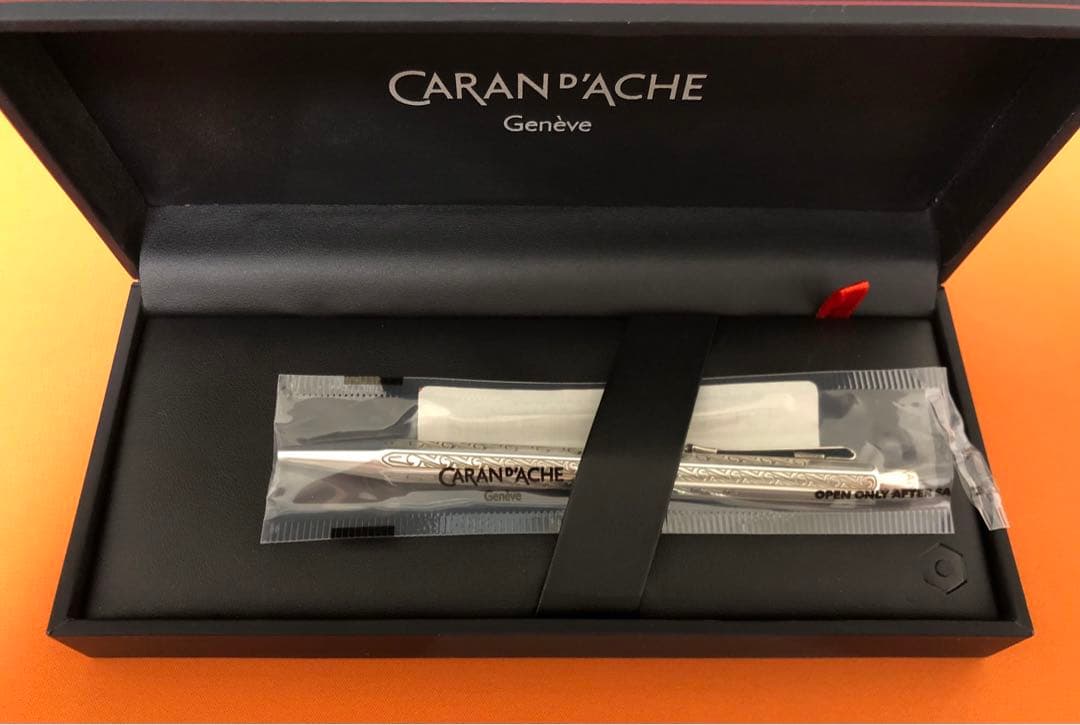 CARAN D'ACHE
Genève
CARAN D'ACHE
Genève
OPEN ONLY AFTER SA